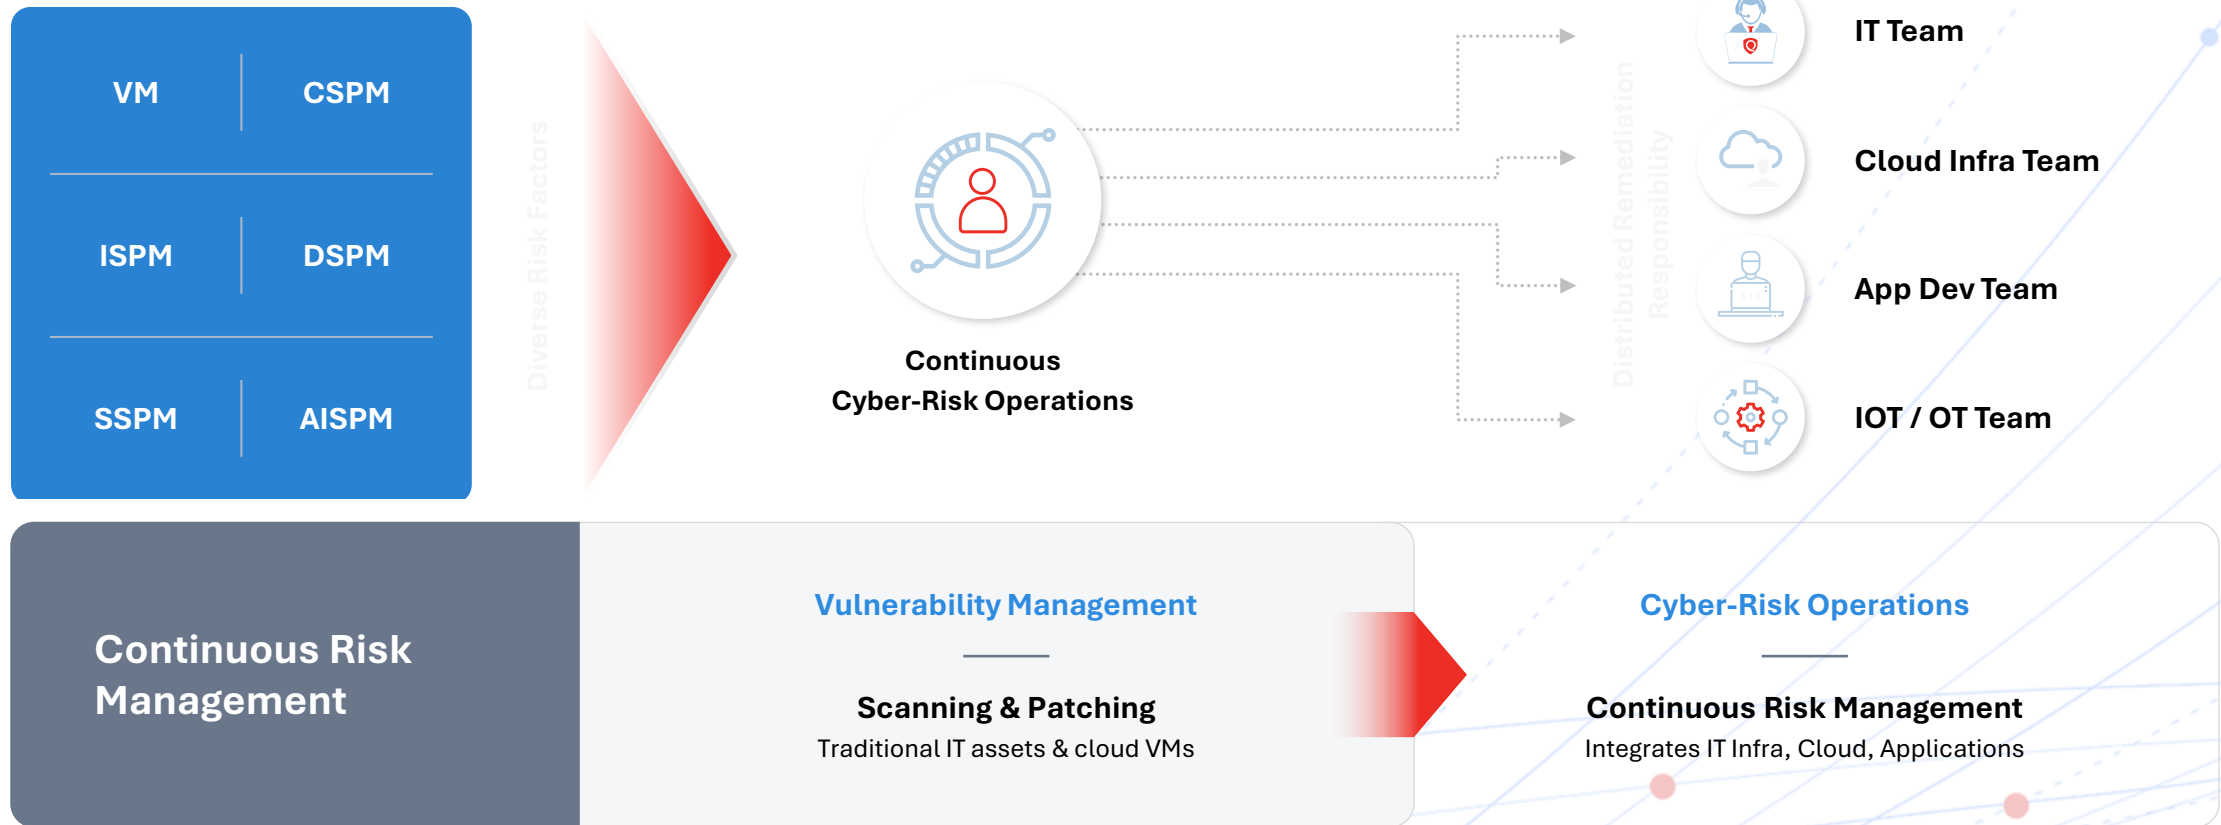 VM
CSPM
ISPM
DSPM
SSPM
AISPM
Diverse Risk Factors
Continuous
Cyber-Risk Operations
Distributed Remediation
Responsibility
IT Team
Cloud Infra Team
App Dev Team
IOT / OT Team
Continuous Risk
Management
Vulnerability Management
Scanning & Patching
Traditional IT assets & cloud VMs
Cyber-Risk Operations
Continuous Risk Management
Integrates IT Infra, Cloud, Applications